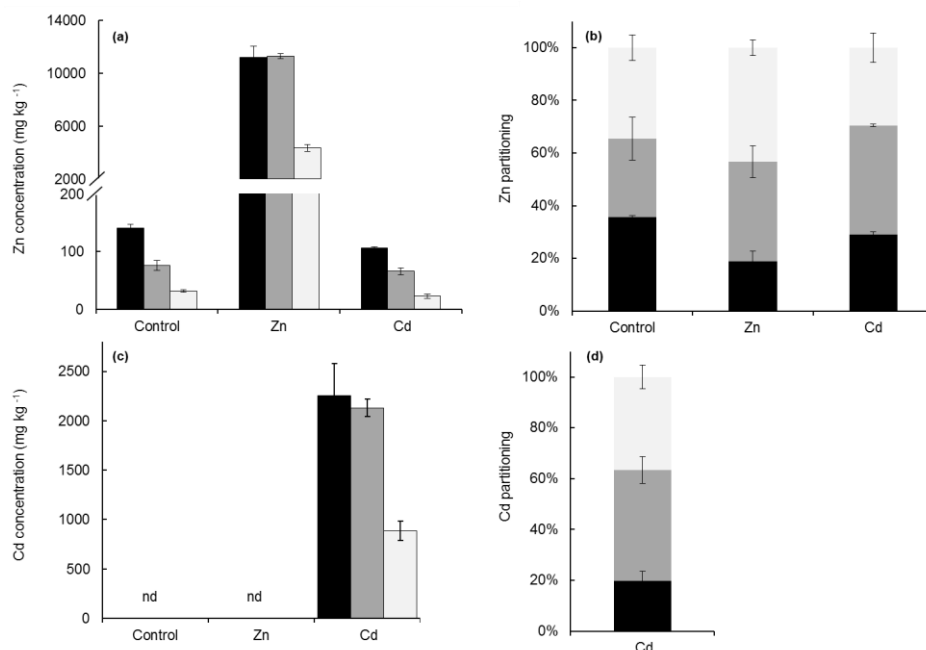 (a)
Zn concentration (mg kg -1)
14000
10000
6000
2000
200
100
0
Control Zn Cd
(b)
Zn partitioning
100%
80%
60%
40%
20%
0%
Control Zn Cd
(c)
Cd concentration (mg kg -1)
2500
2000
1500
1000
500
0
nd nd
Control Zn Cd
(d)
Cd partitioning
100%
80%
60%
40%
20%
0%
Cd